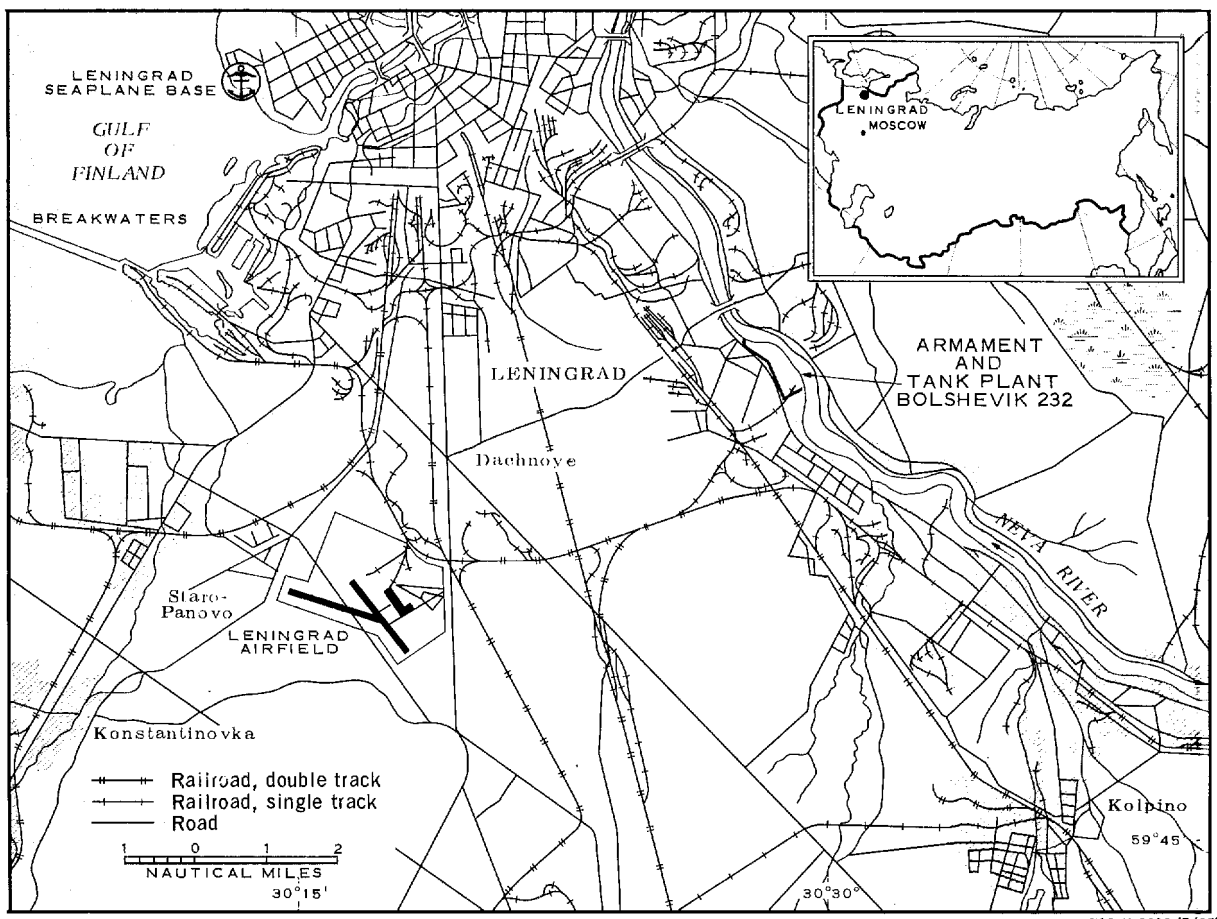 LENINGRAD
SEAPLANE BASE
GULF
OF
FINLAND
BREAKWATERS
LENINGRAD
MOSCOW
ARMAMENT
AND
TANK PLANT
BOLSHEVIK 232
LENINGRAD
Dachnoye
NEVA
RIVER
Staro-
Panovo
LENINGRAD
AIRFIELD
Konstantinovka
Railroad, double track
Railroad, single track
Road
1 0 1 2
NAUTICAL MILES
Kolpino
59°45'
30°15'
30°30'